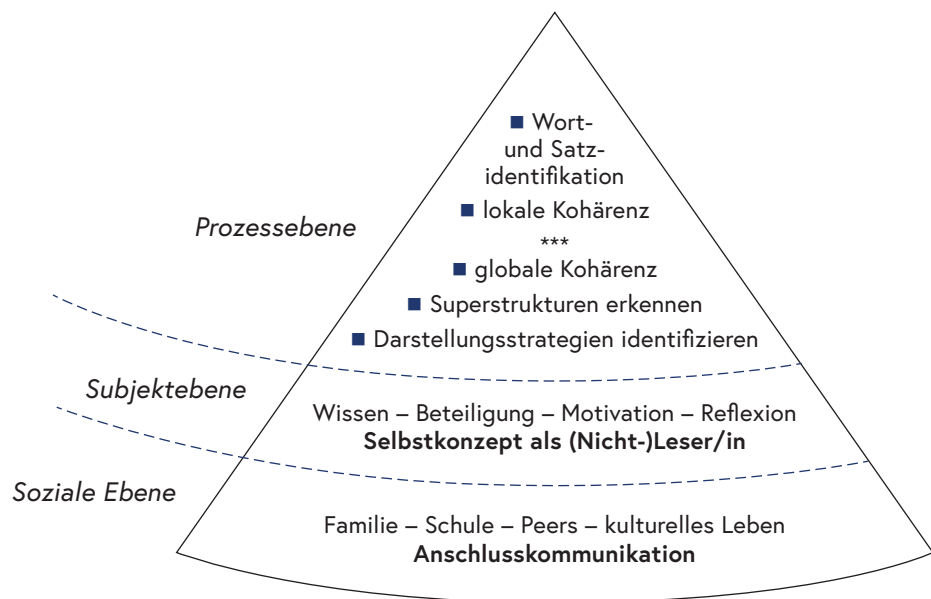 ■ Wort-
und Satz-
identifikation
Prozessebene
■ lokale Kohärenz
***
■ globale Kohärenz
■ Superstrukturen erkennen
■ Darstellungsstrategien identifizieren
Subjektebene
Wissen – Beteiligung – Motivation – Reflexion
Selbstkonzept als (Nicht-)Leser/in
Soziale Ebene
Familie – Schule – Peers – kulturelles Leben
Anschlusskommunikation